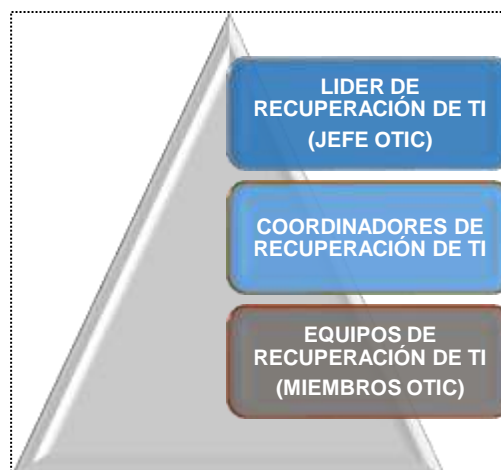 LIDER DE
RECUPERACIÓN DE TI
(JEFE OTIC)
COORDINADORES DE
RECUPERACIÓN DE TI
EQUIPOS DE
RECUPERACIÓN DE TI
(MIEMBROS OTIC)